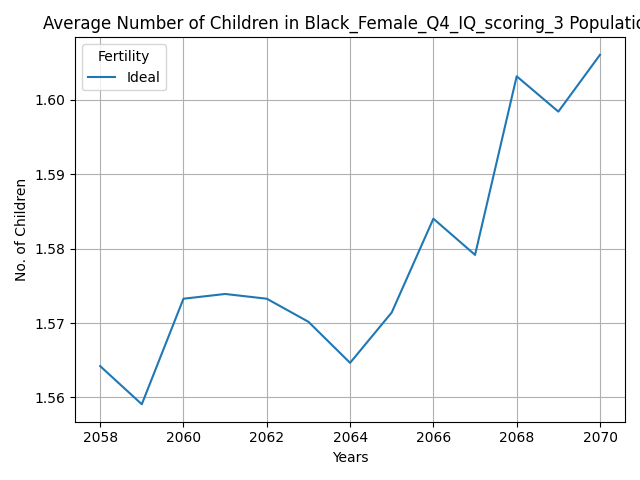 Average Number of Children in Black_Female_Q4_IQ_scoring_3 Populatio
Fertility
Ideal
No. of Children
1.60
1.59
1.58
1.57
1.56
2058 2060 2062 2064 2066 2068 2070
Years